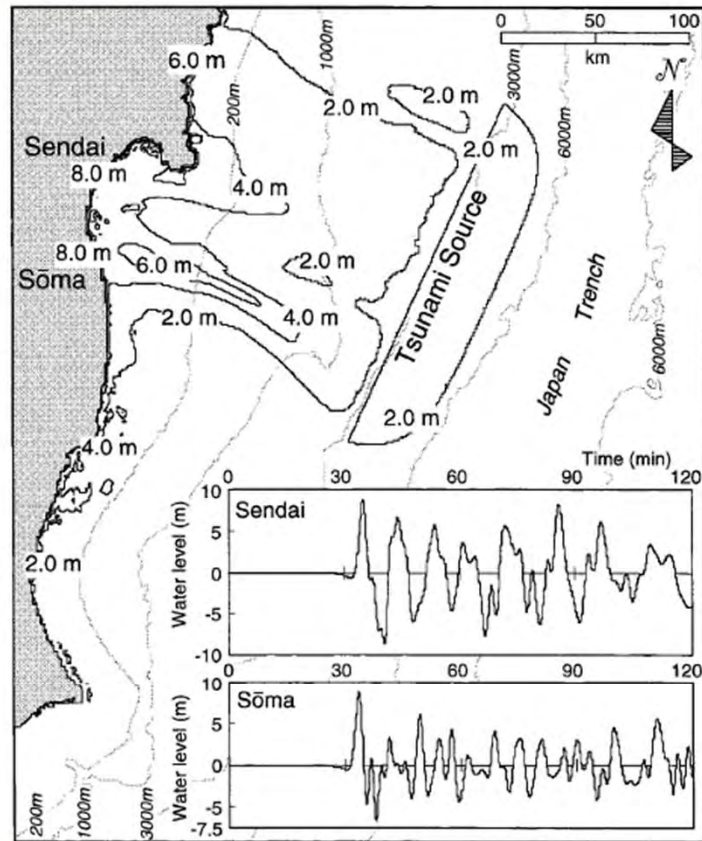 0 50 100
km
N
6.0 m
1000m
200m
2.0 m
2.0 m
3000m
6000m
Sendai
8.0 m
4.0 m
2.0 m
Tsunami Source
8.0 m
6.0 m
2.0 m
Sōma
2.0 m
4.0 m
Japan Trench
6000m
2.0 m
4.0 m
2.0 m
Time (min)
0 30 60 90 120
Sendai
Water level (m)
10
5
0
-5
-10
0 30 60 90 120
Sōma
Water level (m)
10
5
0
-5
-7.5
200m
1000m
3000m